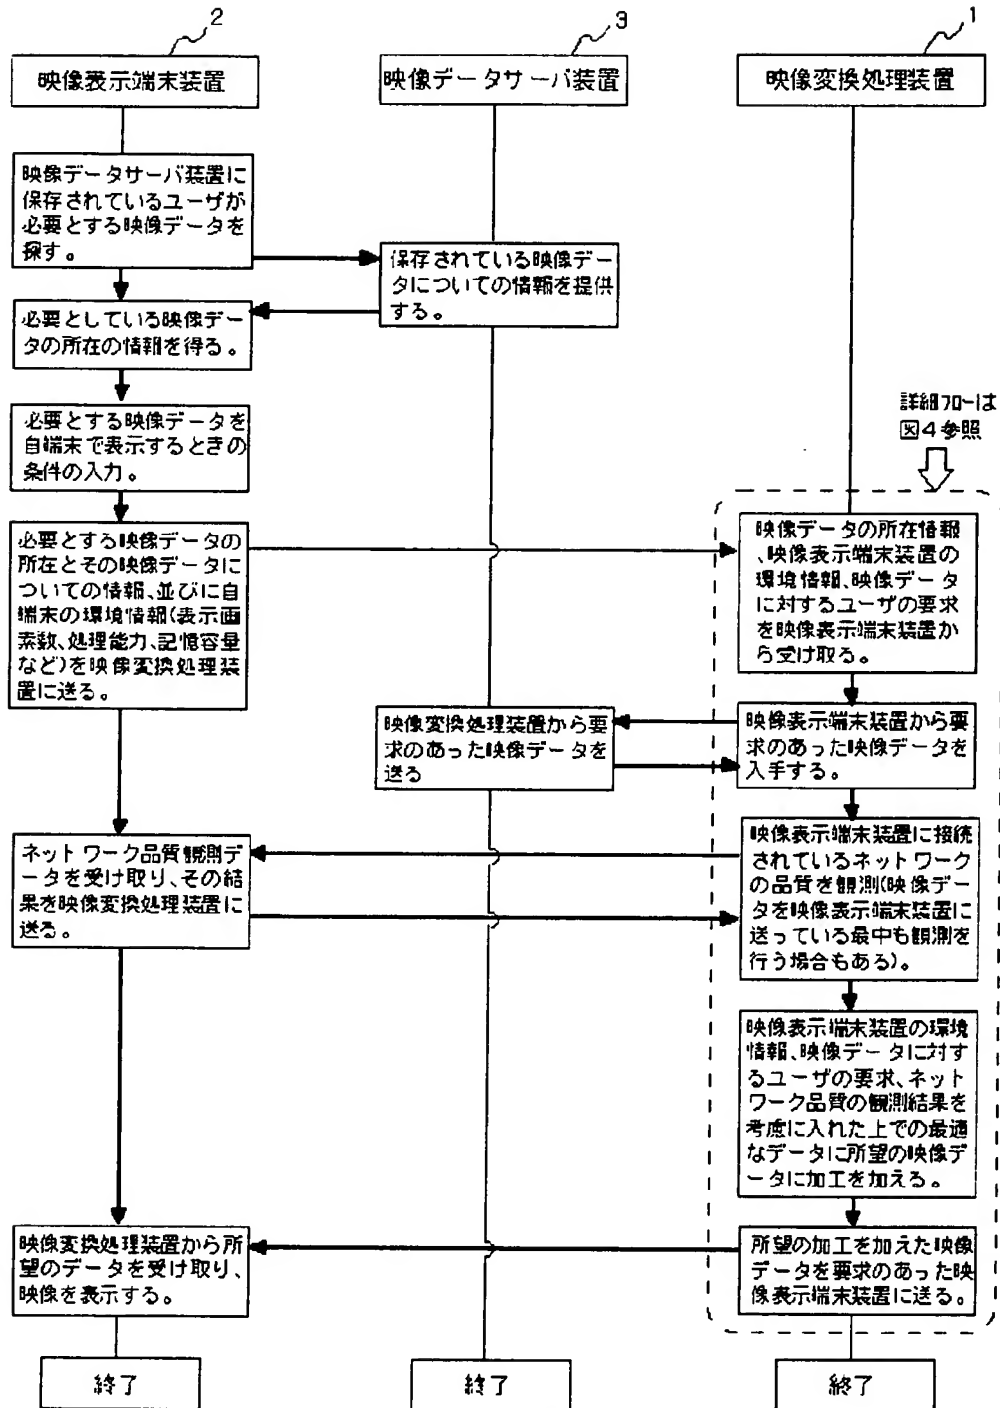 2
3
1
映像表示端末装置
映像データサーバ装置
映像変換処理装置
映像データサーバ装置に
保存されているユーザが
必要とする映像データを
探す。
保存されている映像デー
タについての情報を提供
する。
必要としている映像デー
タの所在の情報を得る。
必要とする映像データを
自端末で表示するときの
条件の入力。
詳細フローは
図4参照
必要とする映像データの
所在とその映像データに
ついての情報、並びに自
端末の環境情報(表示画
素数、処理能力、記憶容量
など)を映像変換処理装
置に送る。
映像データの所在情報
、映像表示端末装置の
環境情報、映像データ
に対するユーザの要求
を映像表示端末装置か
ら受け取る。
映像変換処理装置から要
求のあった映像データを
送る
映像表示端末装置から要
求のあった映像データを
入手する。
ネットワーク品質観測デ
ータを受け取り、その結
果を映像変換処理装置に
送る。
映像表示端末装置に接続
されているネットワーク
の品質を観測(映像デー
タを映像表示端末装置に
送っている最中も観測を
行う場合もある)。
映像表示端末装置の環境
情報、映像データに対す
るユーザの要求、ネット
ワーク品質の観測結果を
考慮に入れた上での最適
なデータに所望の映像デ
ータに加工を加える。
映像変換処理装置から所
望のデータを受け取り、
映像を表示する。
所望の加工を加えた映像
データを要求のあった映
像表示端末装置に送る。
終了
終了
終了